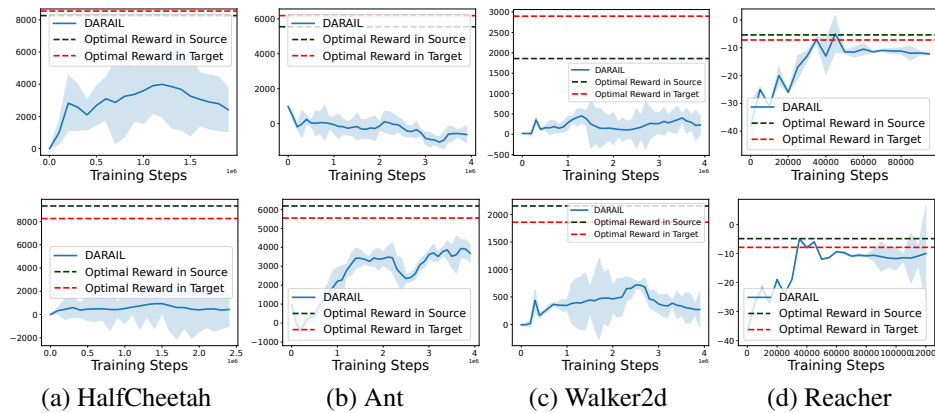 8000
6000
4000
2000
0
DARAIL
Optimal Reward in Source
Optimal Reward in Target
0.0 0.5 1.0 1.5
1e6
Training Steps
6000
4000
2000
0
-2000
DARAIL
Optimal Reward in Source
Optimal Reward in Target
0 1 2 3 4
1e6
Training Steps
3000
2500
2000
1500
1000
500
0
-500
DARAIL
Optimal Reward in Source
Optimal Reward in Target
0 1 2 3 4
1e6
Training Steps
0
-10
-20
-30
-40
DARAIL
Optimal Reward in Source
Optimal Reward in Target
0 20000 40000 60000 80000
Training Steps
8000
6000
4000
2000
0
-2000
DARAIL
Optimal Reward in Source
Optimal Reward in Target
0.0 0.5 1.0 1.5 2.0 2.5
1e6
Training Steps
6000
5000
4000
3000
2000
1000
0
-1000
DARAIL
Optimal Reward in Source
Optimal Reward in Target
0 1 2 3 4
1e6
Training Steps
2000
1500
1000
500
0
-500
DARAIL
Optimal Reward in Source
Optimal Reward in Target
0 1 2 3 4
1e6
Training Steps
0
-10
-20
-30
-40
DARAIL
Optimal Reward in Source
Optimal Reward in Target
0 20000 40000 60000 80000 100000 120000
Training Steps
(a) HalfCheetah (b) Ant (c) Walker2d (d) Reacher